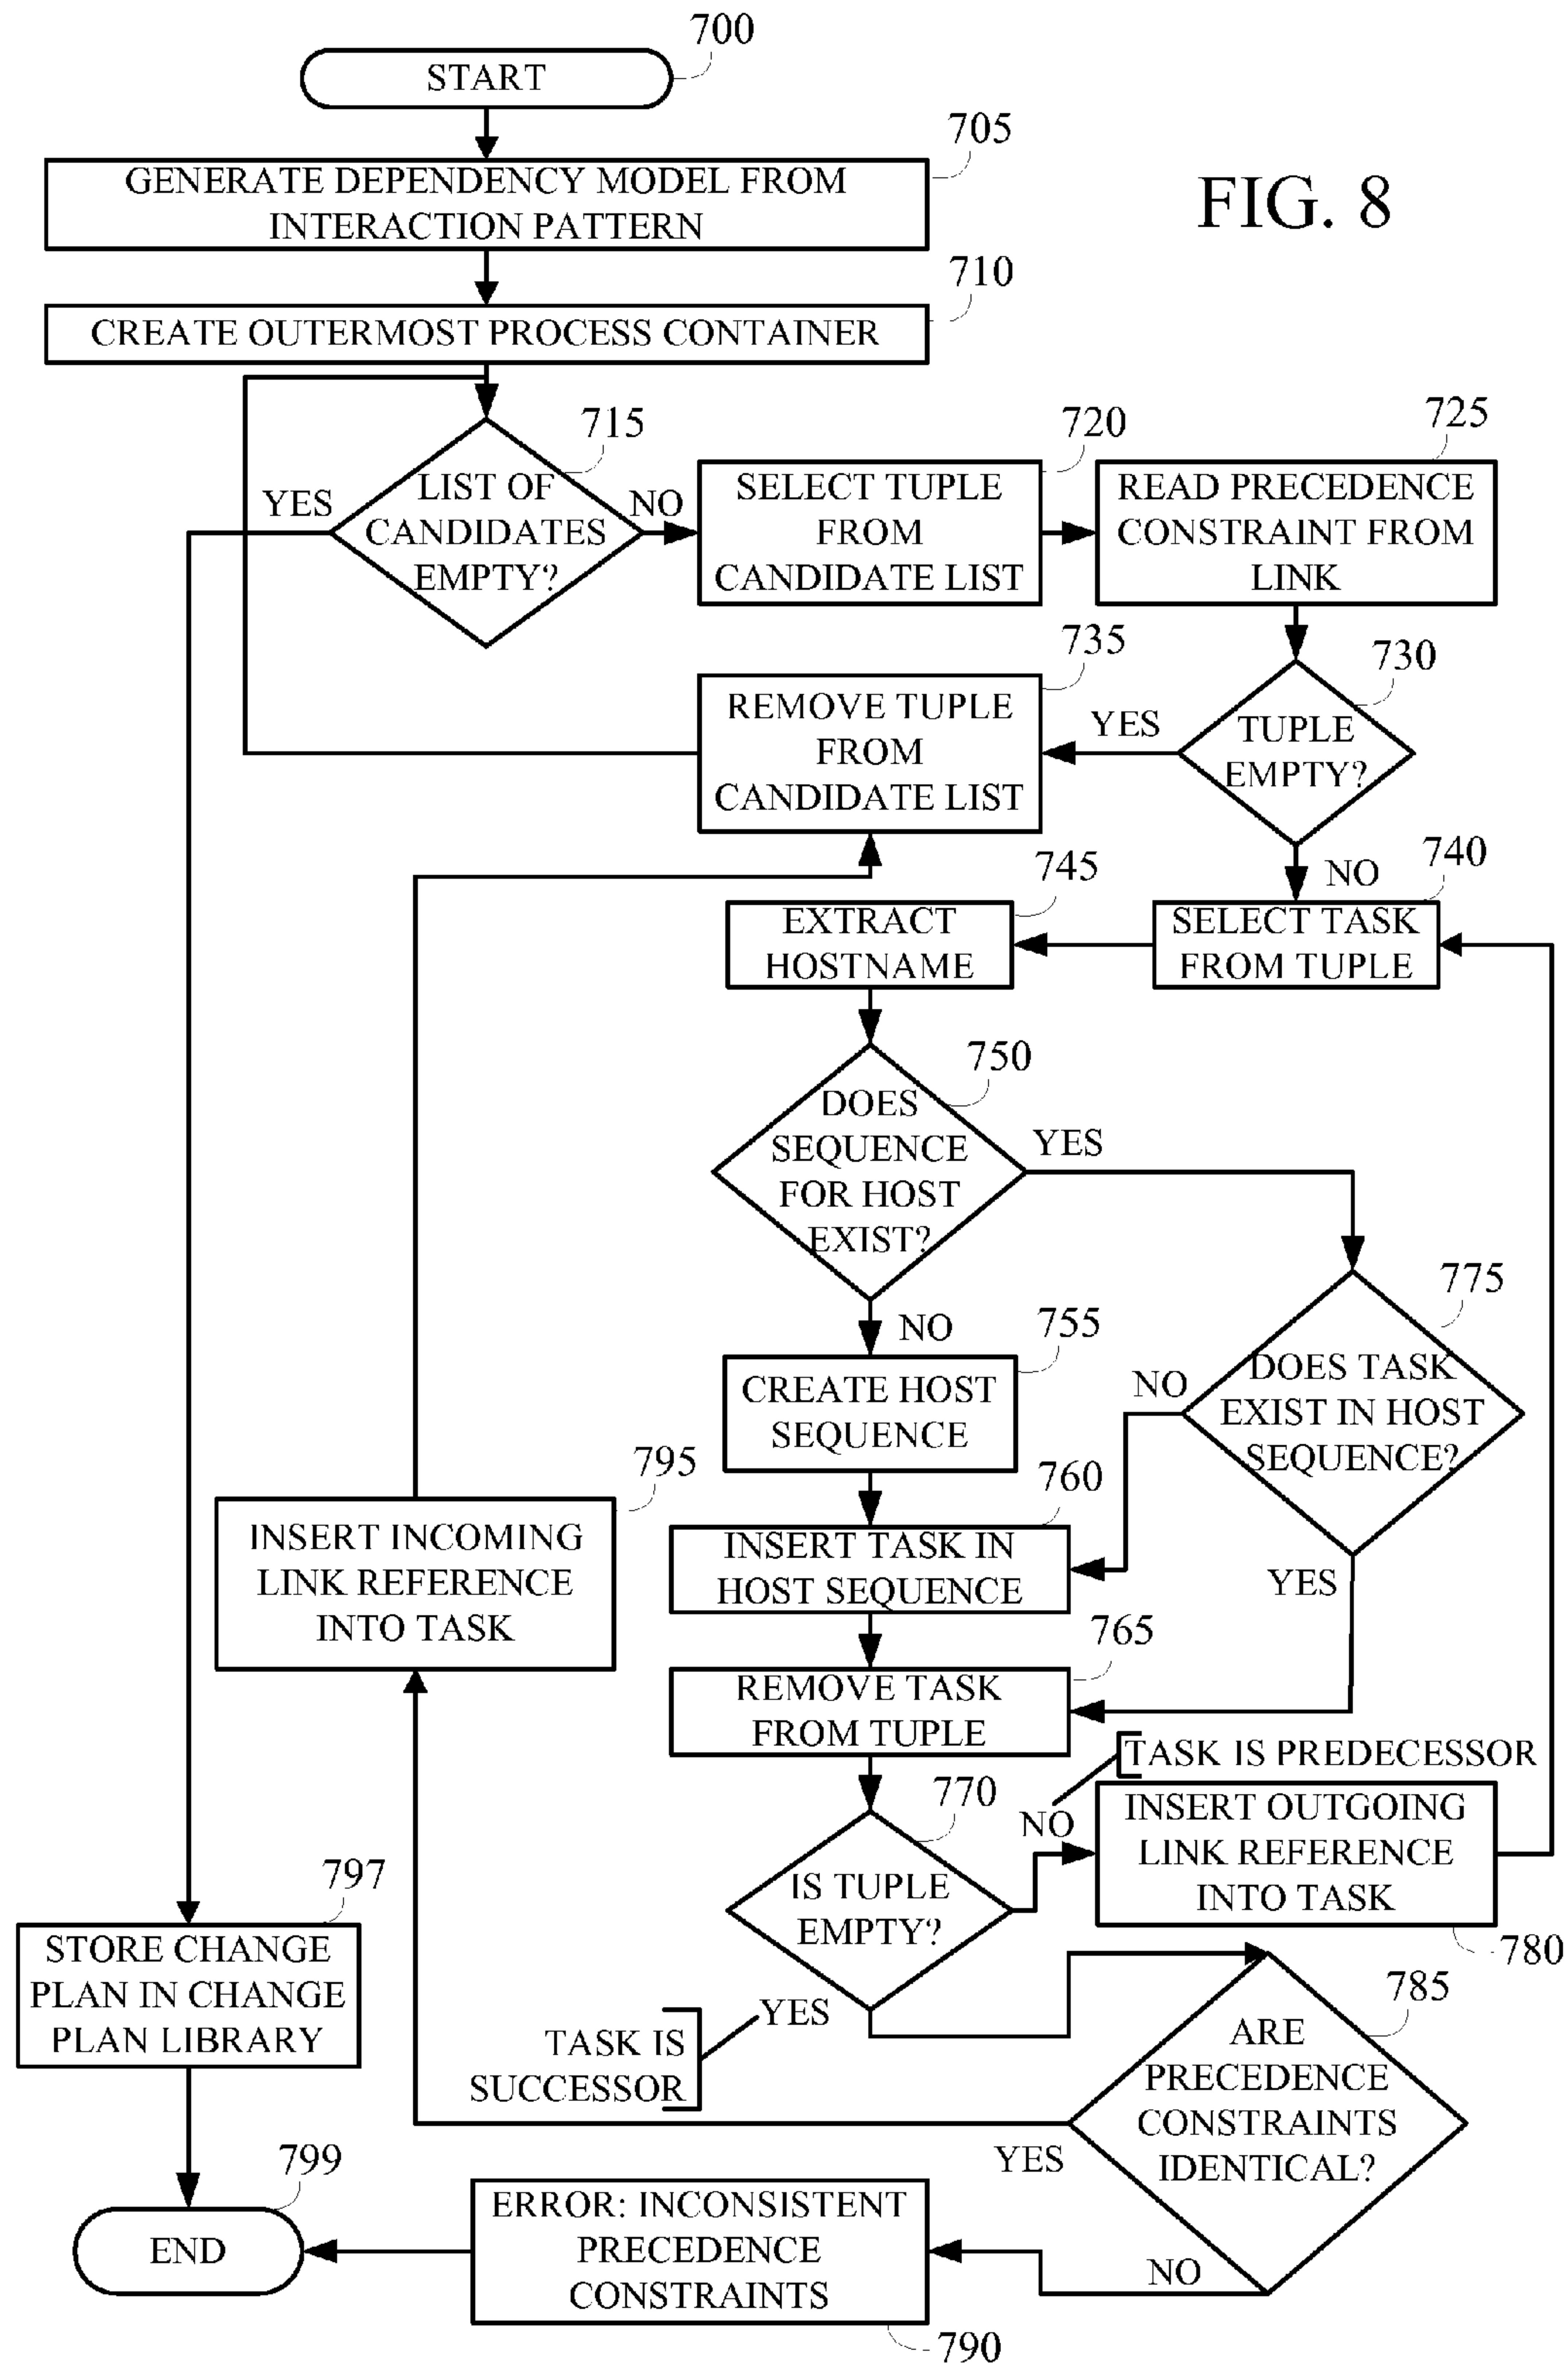 700
START
705
GENERATE DEPENDENCY MODEL FROM
INTERACTION PATTERN
FIG. 8
710
CREATE OUTERMOST PROCESS CONTAINER
715
LIST OF
CANDIDATES
EMPTY?
YES
NO
720
SELECT TUPLE
FROM
CANDIDATE LIST
725
READ PRECEDENCE
CONSTRAINT FROM
LINK
730
TUPLE
EMPTY?
YES
NO
735
REMOVE TUPLE
FROM
CANDIDATE LIST
740
SELECT TASK
FROM TUPLE
745
EXTRACT
HOSTNAME
750
DOES
SEQUENCE
FOR HOST
EXIST?
YES
NO
755
CREATE HOST
SEQUENCE
775
DOES TASK
EXIST IN HOST
SEQUENCE?
NO
YES
760
INSERT TASK IN
HOST SEQUENCE
795
INSERT INCOMING
LINK REFERENCE
INTO TASK
765
REMOVE TASK
FROM TUPLE
TASK IS PREDECESSOR
770
IS TUPLE
EMPTY?
NO
INSERT OUTGOING
LINK REFERENCE
INTO TASK
780
YES
TASK IS
SUCCESSOR
785
ARE
PRECEDENCE
CONSTRAINTS
IDENTICAL?
YES
NO
797
STORE CHANGE
PLAN IN CHANGE
PLAN LIBRARY
799
END
ERROR: INCONSISTENT
PRECEDENCE
CONSTRAINTS
790